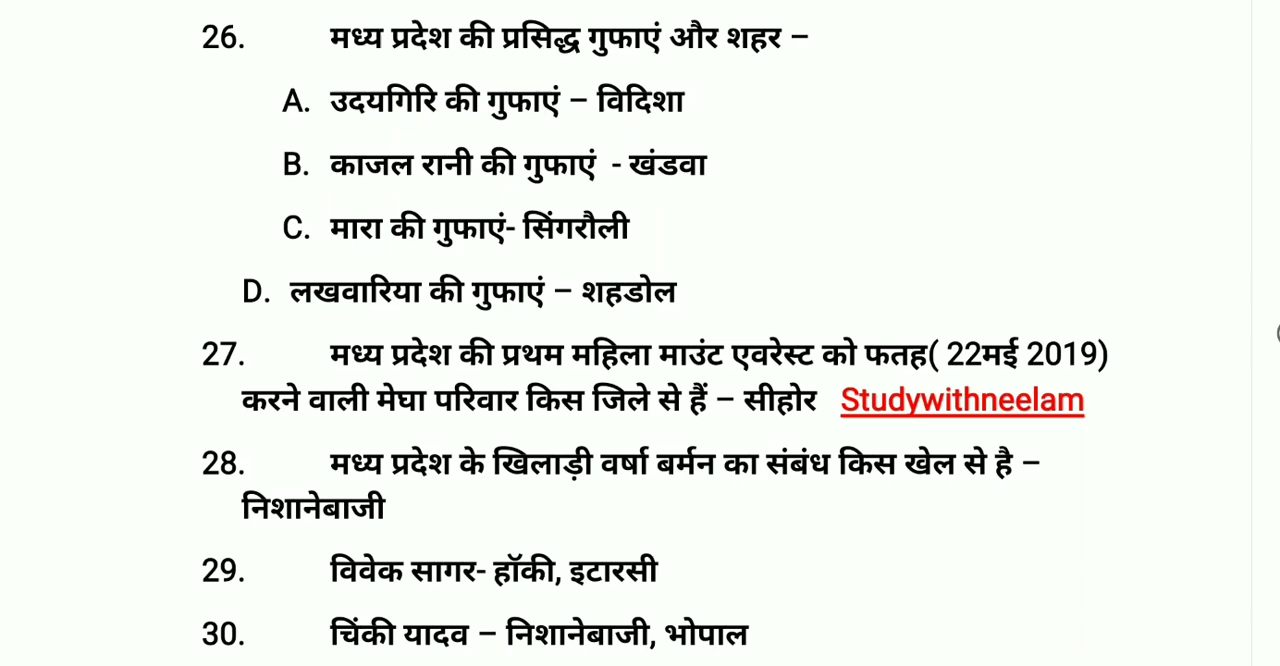 26. मध्य प्रदेश की प्रसिद्ध गुफाएं और शहर –
A. उदयगिरि की गुफाएं – विदिशा
B. काजल रानी की गुफाएं - खंडवा
C. मारा की गुफाएं- सिंगरौली
D. लखवारिया की गुफाएं – शहडोल
27. मध्य प्रदेश की प्रथम महिला माउंट एवरेस्ट को फतह( 22मई 2019)
करने वाली मेघा परिवार किस जिले से हैं – सीहोर Studywithneelam
28. मध्य प्रदेश के खिलाड़ी वर्षा बर्मन का संबंध किस खेल से है –
निशानेबाजी
29. विवेक सागर- हॉकी, इटारसी
30. चिंकी यादव – निशानेबाजी, भोपाल